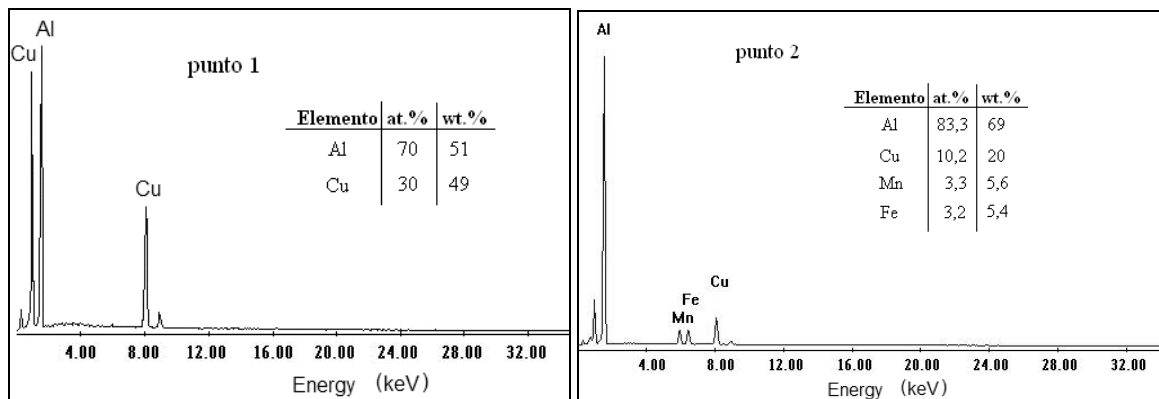 Al
Cu
punto 1
Elemento at.% wt.%
Al 70 51
Cu 30 49
Cu
4.00 8.00 12.00 16.00 20.00 24.00 28.00 32.00
Energy (keV)
Al
punto 2
Elemento at.% wt.%
Al 83,3 69
Cu 10,2 20
Mn 3,3 5,6
Fe 3,2 5,4
Cu
Fe
Mn
4.00 8.00 12.00 16.00 20.00 24.00 28.00 32.00
Energy (keV)